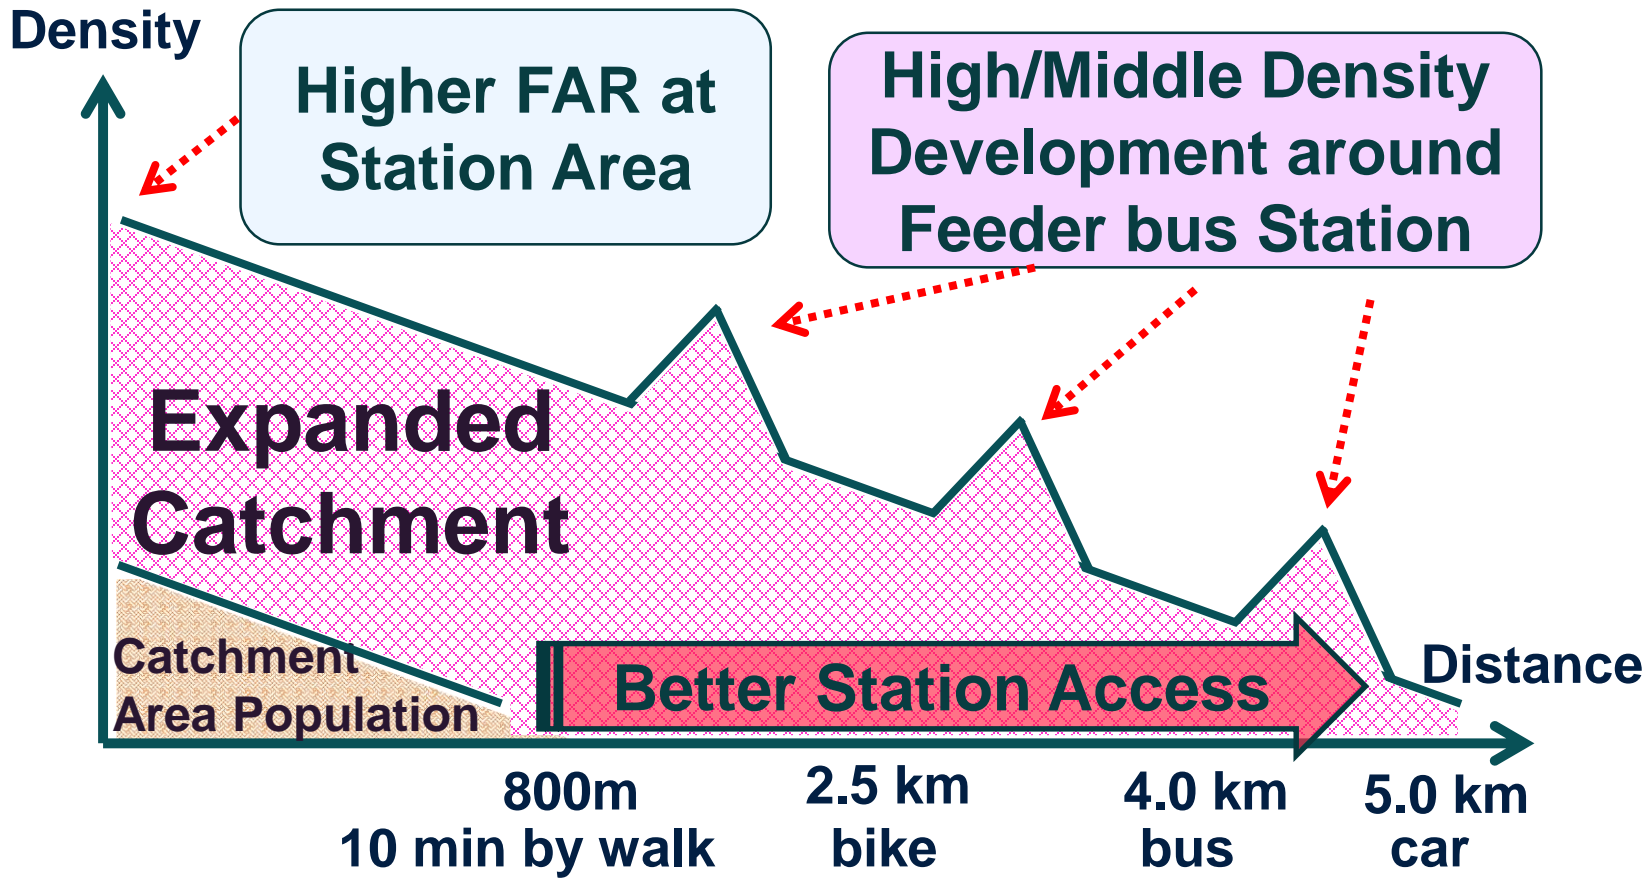 Density
Higher FAR at
Station Area
High/Middle Density
Development around
Feeder bus Station
Expanded
Catchment
Catchment
Area Population
Better Station Access
Distance
800m
10 min by walk
2.5 km
bike
4.0 km
bus
5.0 km
car